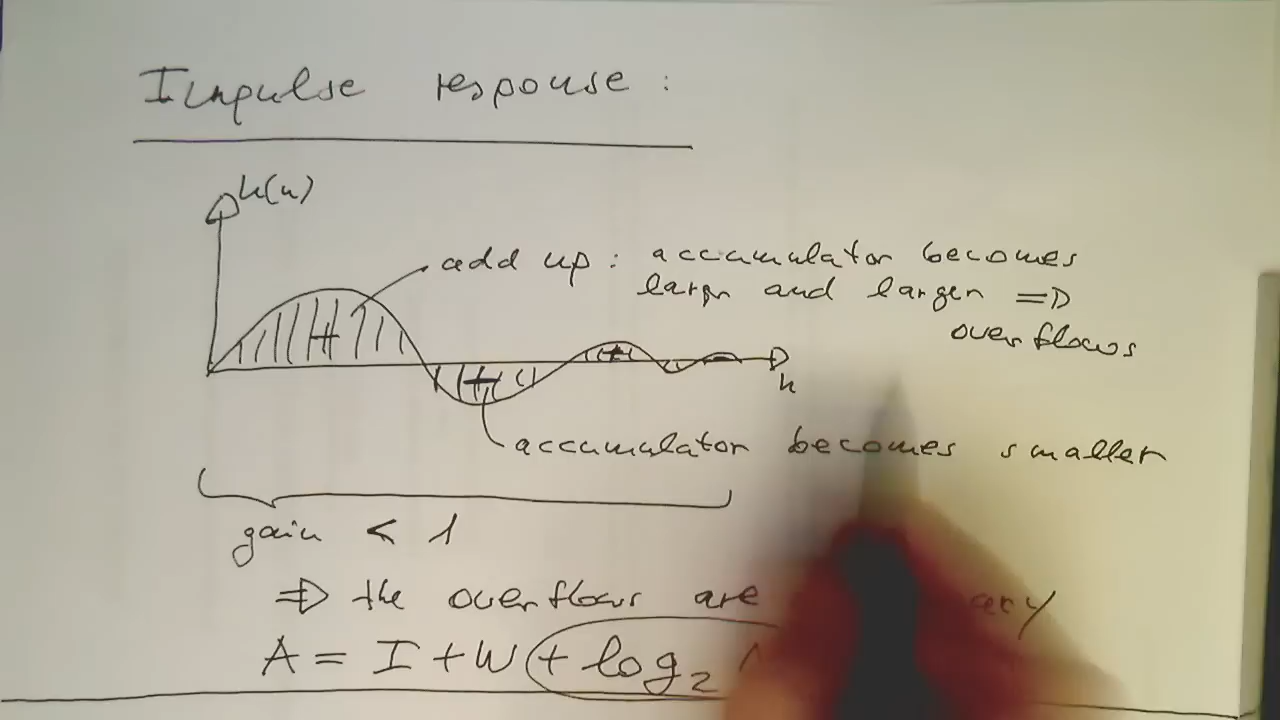 Impulse response :
h(n)
add up : accumulator becomes
larger and larger =>
overflows
+
+
+
n
accumulator becomes smaller
gain < 1
=> the overflows are
A = I + W + log₂